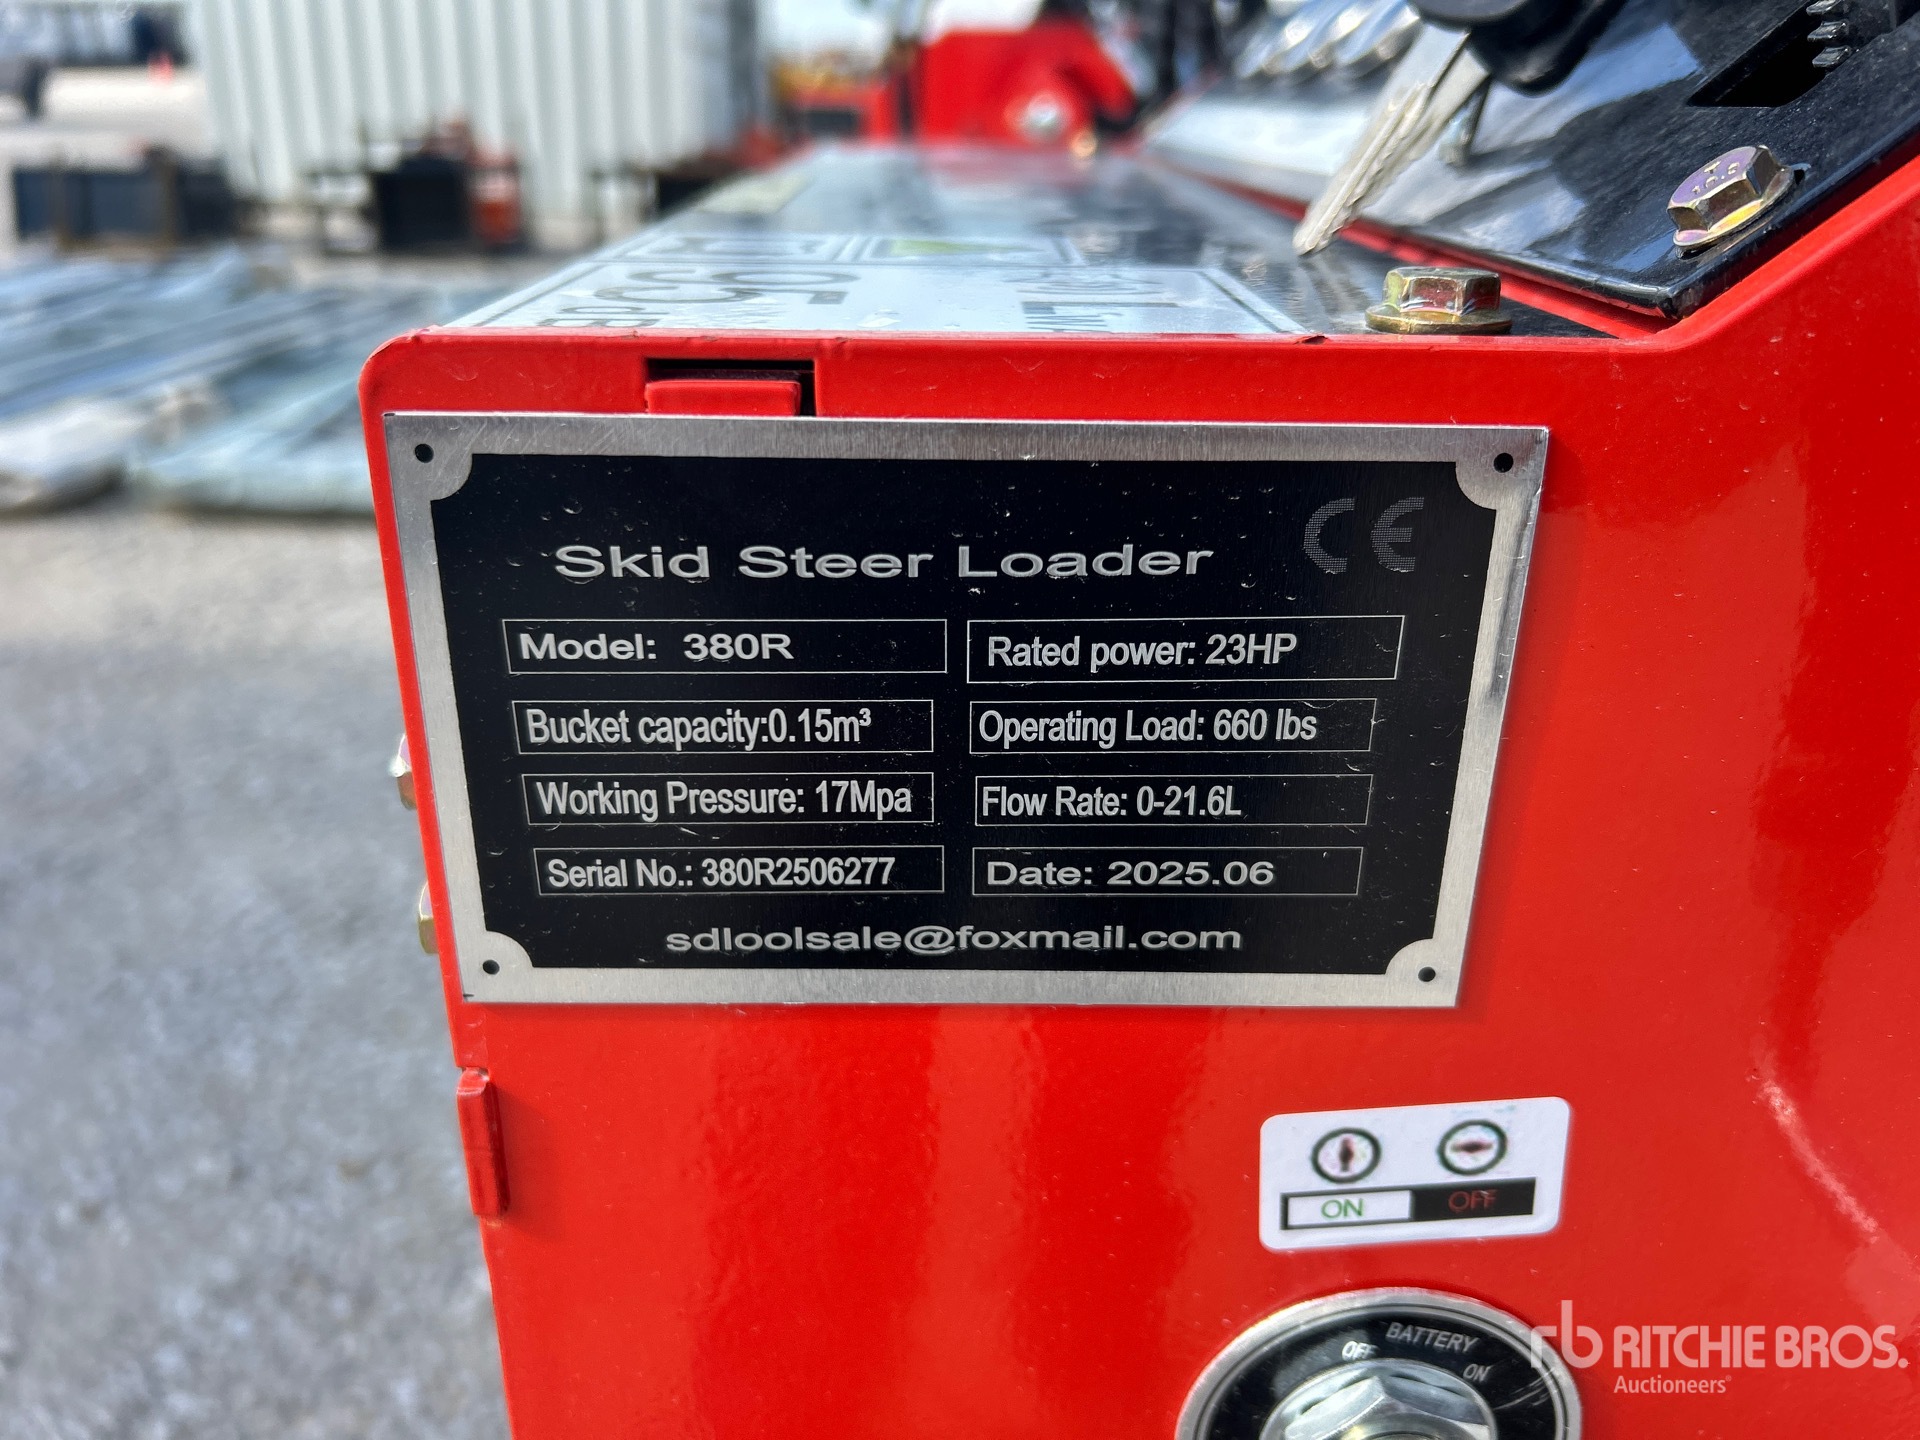 Skid Steer Loader
CE
Model: 380R
Rated power: 23HP
Bucket capacity:0.15m³
Operating Load: 660 lbs
Working Pressure: 17Mpa
Flow Rate: 0-21.6L
Serial No.: 380R2506277
Date: 2025.06
sdloolsale@foxmail.com
ON OFF
BATTERY
OFF ON
rb RITCHIE BROS.
Auctioneers